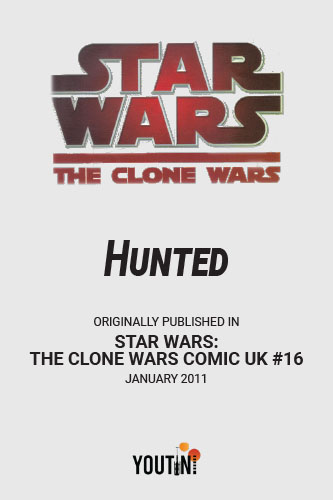 STAR
WARS
THE CLONE WARS
HUNTED
ORIGINALLY PUBLISHED IN
STAR WARS:
THE CLONE WARS COMIC UK #16
JANUARY 2011
YOUTINI